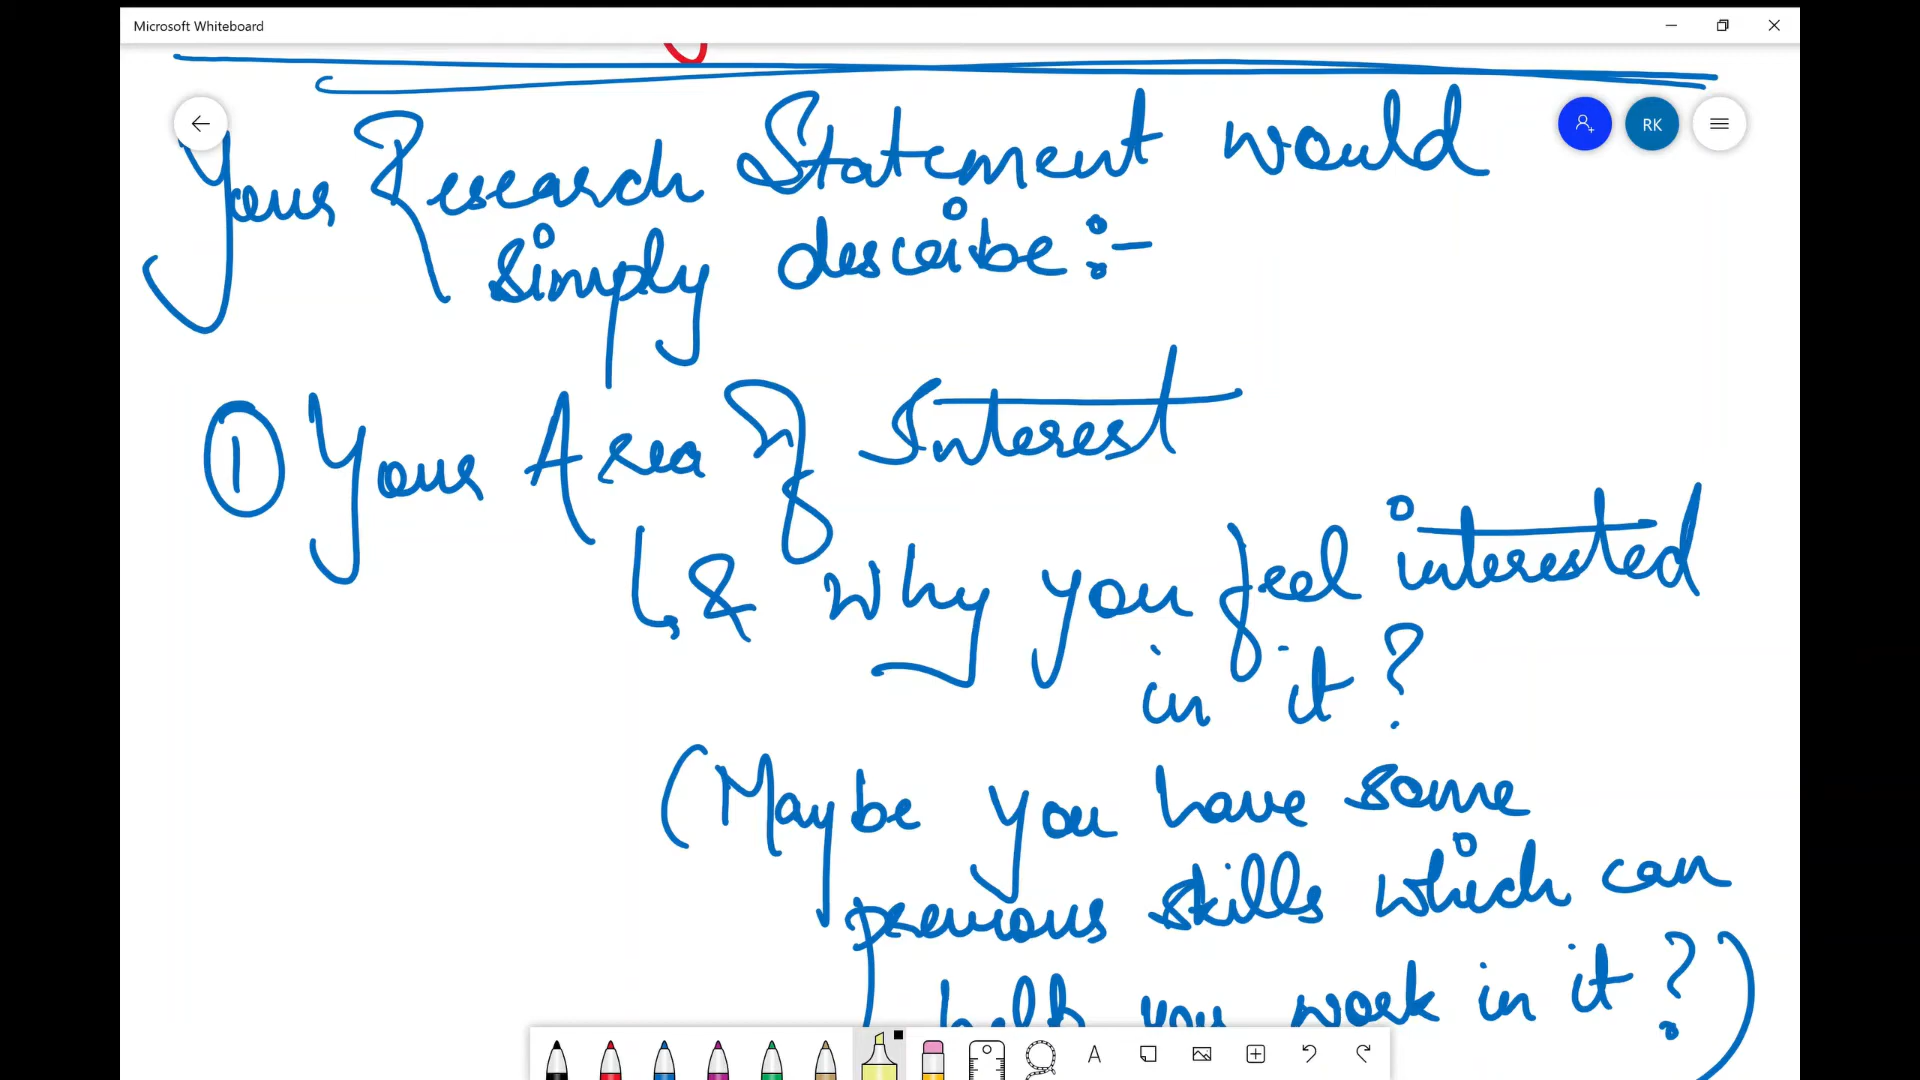 Microsoft Whiteboard
RK
Your Research Statement would
simply describe :-
① Your Area of Interest
↳ & why you feel interested
in it ?
(Maybe you have some
previous skills which can
help you work in it ?)
A